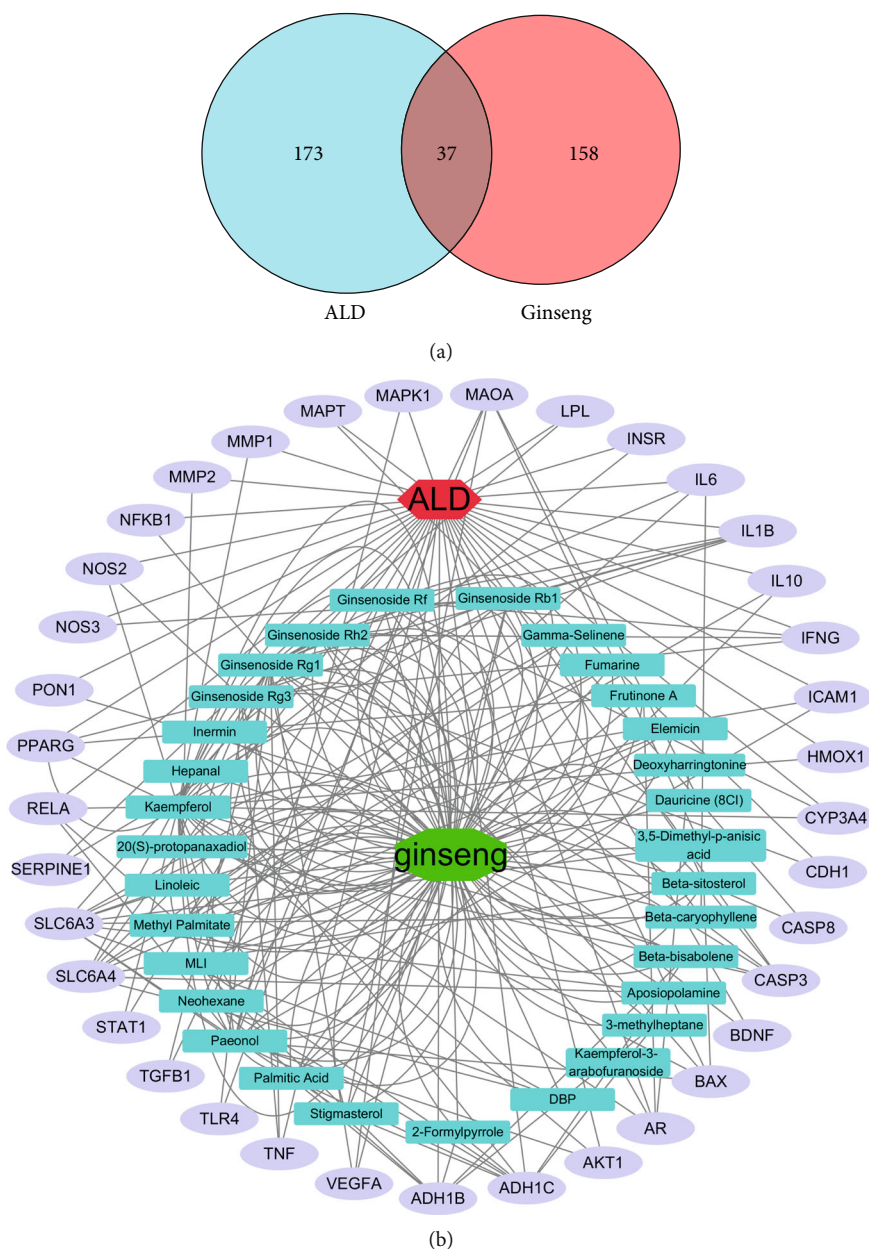 173
37
158
ALD
Ginseng
(a)
MAPT
MAPK1
MAOA
LPL
MMP1
INSR
MMP2
IL6
ALD
NFKB1
IL1B
NOS2
IL10
Ginsenoside Rf
Ginsenoside Rb1
NOS3
Ginsenoside Rh2
Gamma-Selinene
IFNG
Ginsenoside Rg1
Fumarine
PON1
Ginsenoside Rg3
Frutinone A
ICAM1
Inermin
Elemicin
PPARG
Hepanal
Deoxyharringtonine
HMOX1
RELA
Kaempferol
Dauricine (8CI)
CYP3A4
20(S)-protopanaxadiol
ginseng
3,5-Dimethyl-p-anisic
acid
SERPINE1
CDH1
Linoleic
Beta-sitosterol
SLC6A3
Methyl Palmitate
Beta-caryophyllene
CASP8
SLC6A4
MLI
Beta-bisabolene
CASP3
Neohexane
Aposiopolamine
STAT1
Paeonol
3-methylheptane
BDNF
TGFB1
Palmitic Acid
Kaempferol-3-
arabofuranoside
BAX
TLR4
Stigmasterol
DBP
TNF
2-Formylpyrrole
AR
VEGFA
ADH1B
ADH1C
AKT1
(b)